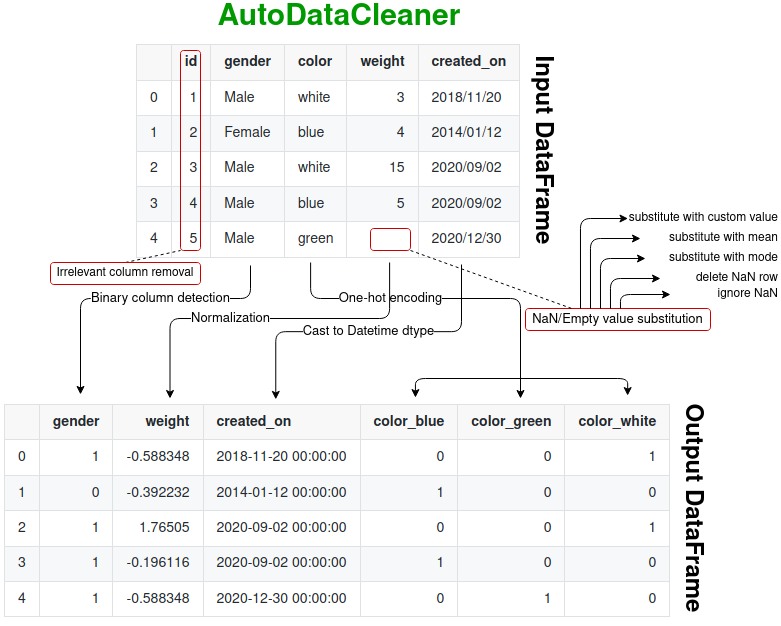 AutoDataCleaner
id gender color weight created_on
0 1 Male white 3 2018/11/20
1 2 Female blue 4 2014/01/12
2 3 Male white 15 2020/09/02
3 4 Male blue 5 2020/09/02
4 5 Male green 2020/12/30
Input DataFrame
substitute with custom value
substitute with mean
substitute with mode
delete NaN row
ignore NaN
Irrelevant column removal
NaN/Empty value substitution
Binary column detection
One-hot encoding
Normalization
Cast to Datetime dtype
gender weight created_on color_blue color_green color_white
0 1 -0.588348 2018-11-20 00:00:00 0 0 1
1 0 -0.392232 2014-01-12 00:00:00 1 0 0
2 1 1.76505 2020-09-02 00:00:00 0 0 1
3 1 -0.196116 2020-09-02 00:00:00 1 0 0
4 1 -0.588348 2020-12-30 00:00:00 0 1 0
Output DataFrame